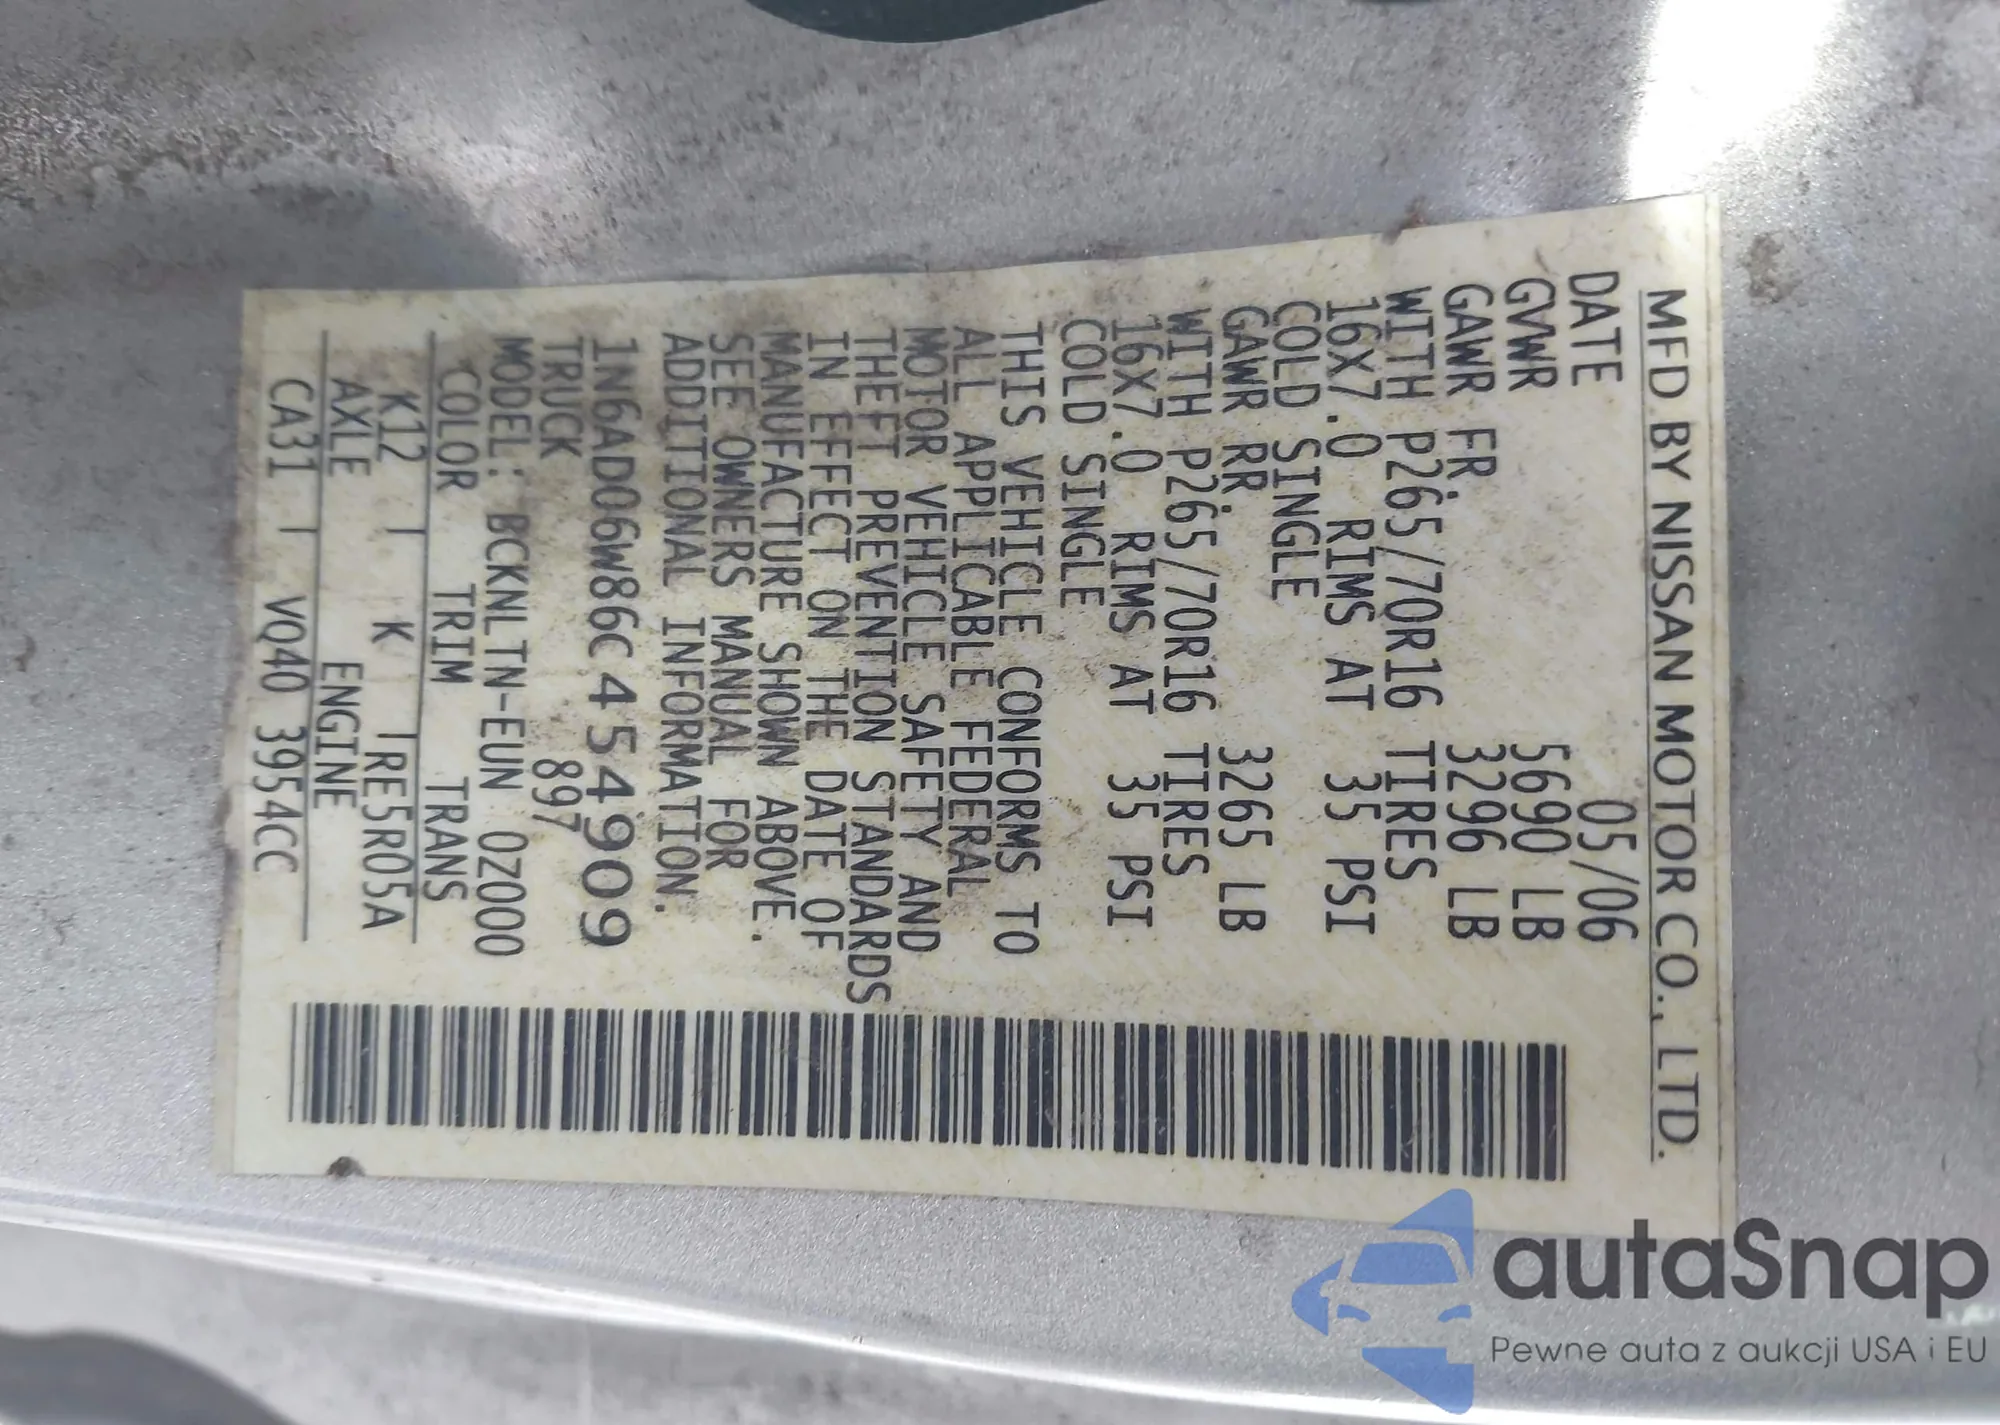 MFD BY NISSAN MOTOR CO., LTD.
DATE 05/06
GVWR 5690 LB
GAWR FR. 3296 LB
WITH P265/70R16 TIRES
16X7.0 RIMS AT 35 PSI
COLD SINGLE
GAWR RR. 3265 LB
WITH P265/70R16 TIRES
16X7.0 RIMS AT 35 PSI
COLD SINGLE
THIS VEHICLE CONFORMS TO
ALL APPLICABLE FEDERAL
MOTOR VEHICLE SAFETY AND
THEFT PREVENTION STANDARDS
IN EFFECT ON THE DATE OF
MANUFACTURE SHOWN ABOVE.
SEE OWNERS MANUAL FOR
ADDITIONAL INFORMATION.
1N6AD06W86C454909
TRUCK 897
MODEL: BCKNLTN-EUN 0Z000
COLOR TRIM TRANS
K12 | K | RE5R05A
AXLE ENGINE
CA31 | VQ40 3954CC
autaSnap
Pewne auta z aukcji USA i EU